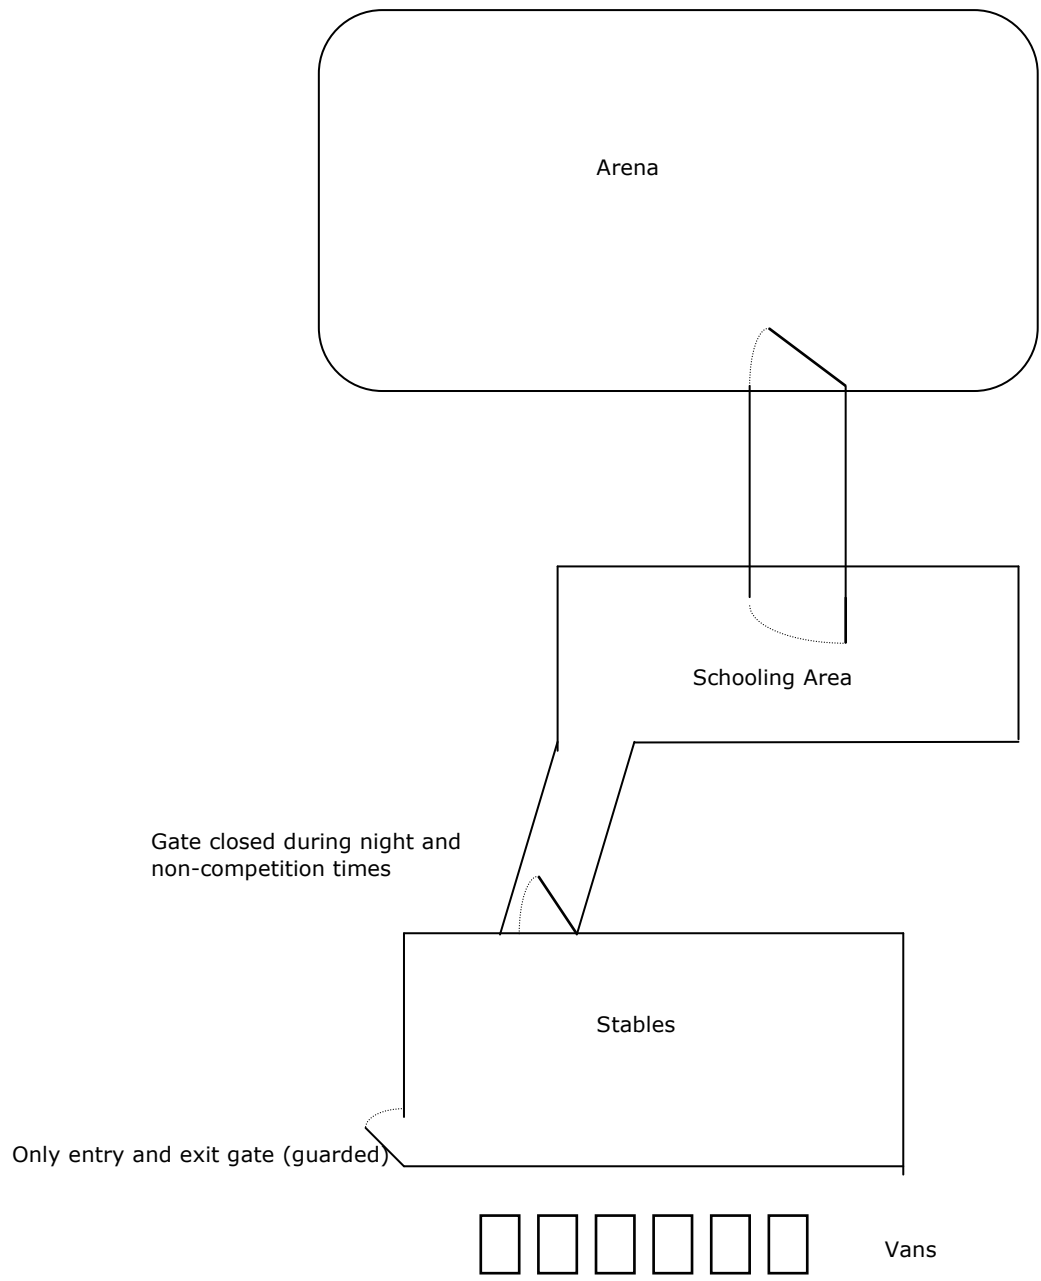 Arena
Schooling Area
Gate closed during night and
non-competition times
Stables
Only entry and exit gate (guarded)
Vans